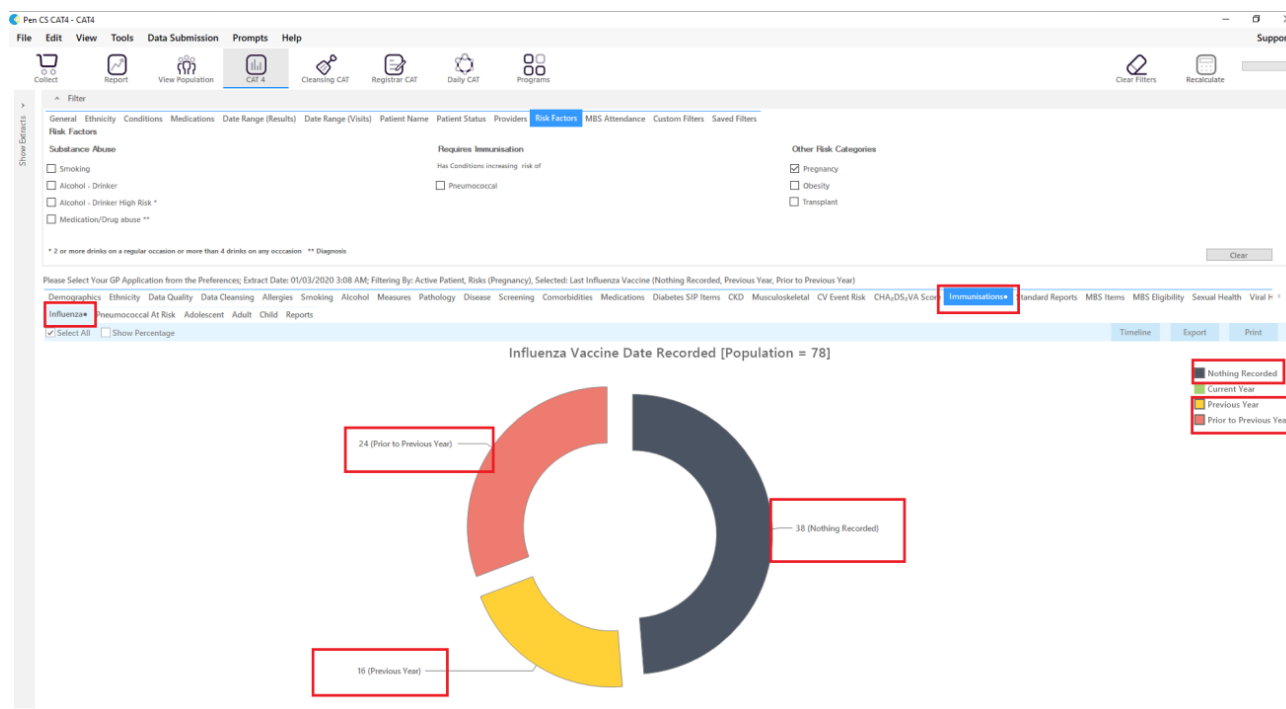 Pen CS CAT4 - CAT4
File Edit View Tools Data Submission Prompts Help
Collect Report View Population CAT 4 Cleansing CAT Registrar CAT Daily CAT Programs Clear Filters Recalculate
Show Extracts
Filter
General Ethnicity Conditions Medications Date Range (Results) Date Range (Visits) Patient Name Patient Status Providers Risk Factors MBS Attendance Custom Filters Saved Filters
Risk Factors
Substance Abuse Requires Immunisation Other Risk Categories
Smoking Has Conditions increasing risk of Pregnancy
Alcohol - Drinker Pneumococcal Obesity
Alcohol - Drinker High Risk * Transplant
Medication/Drug abuse **
* 2 or more drinks on a regular occasion or more than 4 drinks on any occcasion ** Diagnosis
Clear
Please Select Your GP Application from the Preferences; Extract Date: 01/03/2020 3:08 AM; Filtering By: Active Patient, Risks (Pregnancy), Selected: Last Influenza Vaccine (Nothing Recorded, Previous Year, Prior to Previous Year)
Demographics Ethnicity Data Quality Data Cleansing Allergies Smoking Alcohol Measures Pathology Disease Screening Comorbidities Medications Diabetes SIP Items CKD Musculoskeletal CV Event Risk CHA₂DS₂VA Score Immunisations• Standard Reports MBS Items MBS Eligibility Sexual Health Viral
Influenza• Pneumococcal At Risk Adolescent Adult Child Reports
Select All Show Percentage Timeline Export Print
Influenza Vaccine Date Recorded [Population = 78]
Nothing Recorded
Current Year
Previous Year
Prior to Previous
24 (Prior to Previous Year)
38 (Nothing Recorded)
16 (Previous Year)